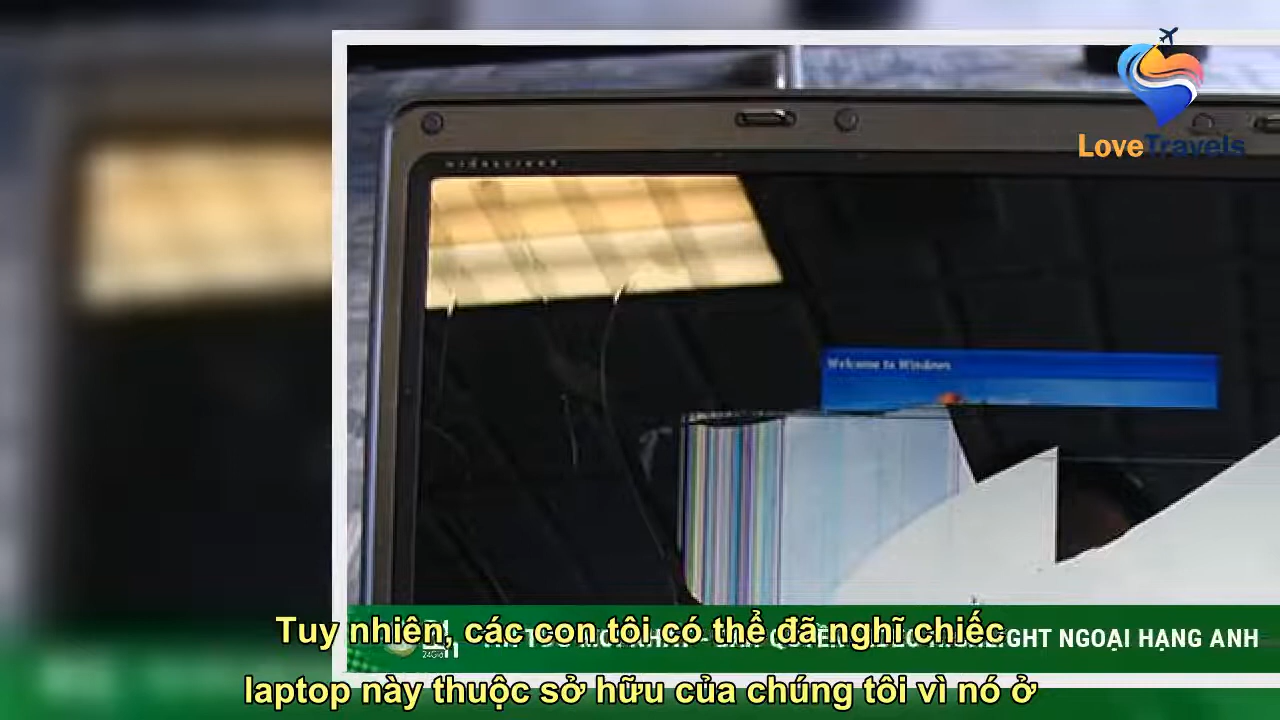 LoveTravels
WIDESCREEN
Welcome to Windows
Tuy nhiên, các con tôi có thể đã nghĩ chiếc
NGOẠI HẠNG ANH
laptop này thuộc sở hữu của chúng tôi vì nó ở